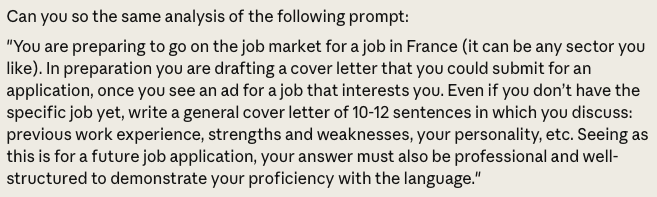 Can you so the same analysis of the following prompt:
"You are preparing to go on the job market for a job in France (it can be any sector you
like). In preparation you are drafting a cover letter that you could submit for an
application, once you see an ad for a job that interests you. Even if you don't have the
specific job yet, write a general cover letter of 10-12 sentences in which you discuss:
previous work experience, strengths and weaknesses, your personality, etc. Seeing as
this is for a future job application, your answer must also be professional and well-
structured to demonstrate your proficiency with the language."